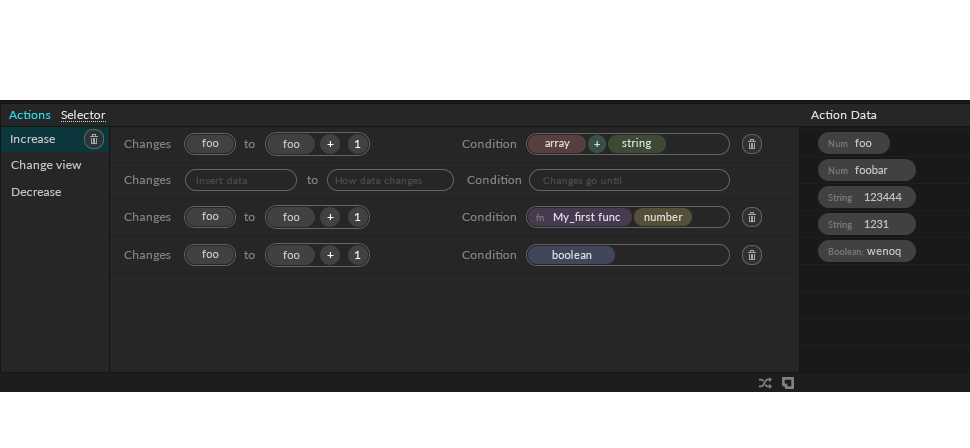 Actions Selector Action Data
Increase
Change view
Decrease
Changes foo to foo + 1 Condition array + string
Changes Insert data to How data changes Condition Changes go until
Changes foo to foo + 1 Condition fn My_first func number
Changes foo to foo + 1 Condition boolean
Num foo
Num foobar
String 123444
String 1231
Boolean: wenoq